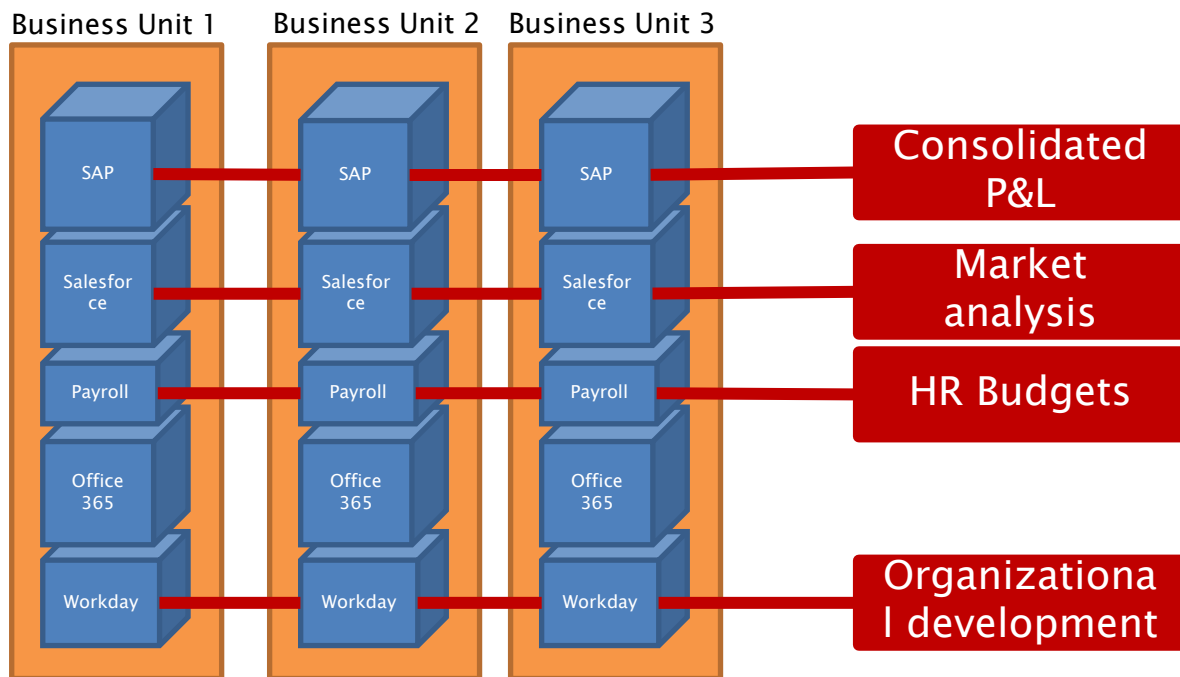 Business Unit 1
Business Unit 2
Business Unit 3
SAP
SAP
SAP
Consolidated
P&L
Salesfor
ce
Salesfor
ce
Salesfor
ce
Market
analysis
Payroll
Payroll
Payroll
HR Budgets
Office
365
Office
365
Office
365
Workday
Workday
Workday
Organizationa
l development